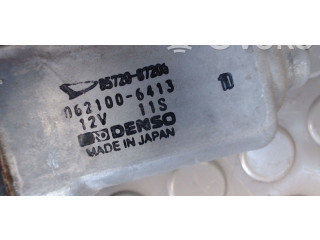 85720-87206
062100-6413
12V 11S
DENSO
MADE IN JAPAN
10